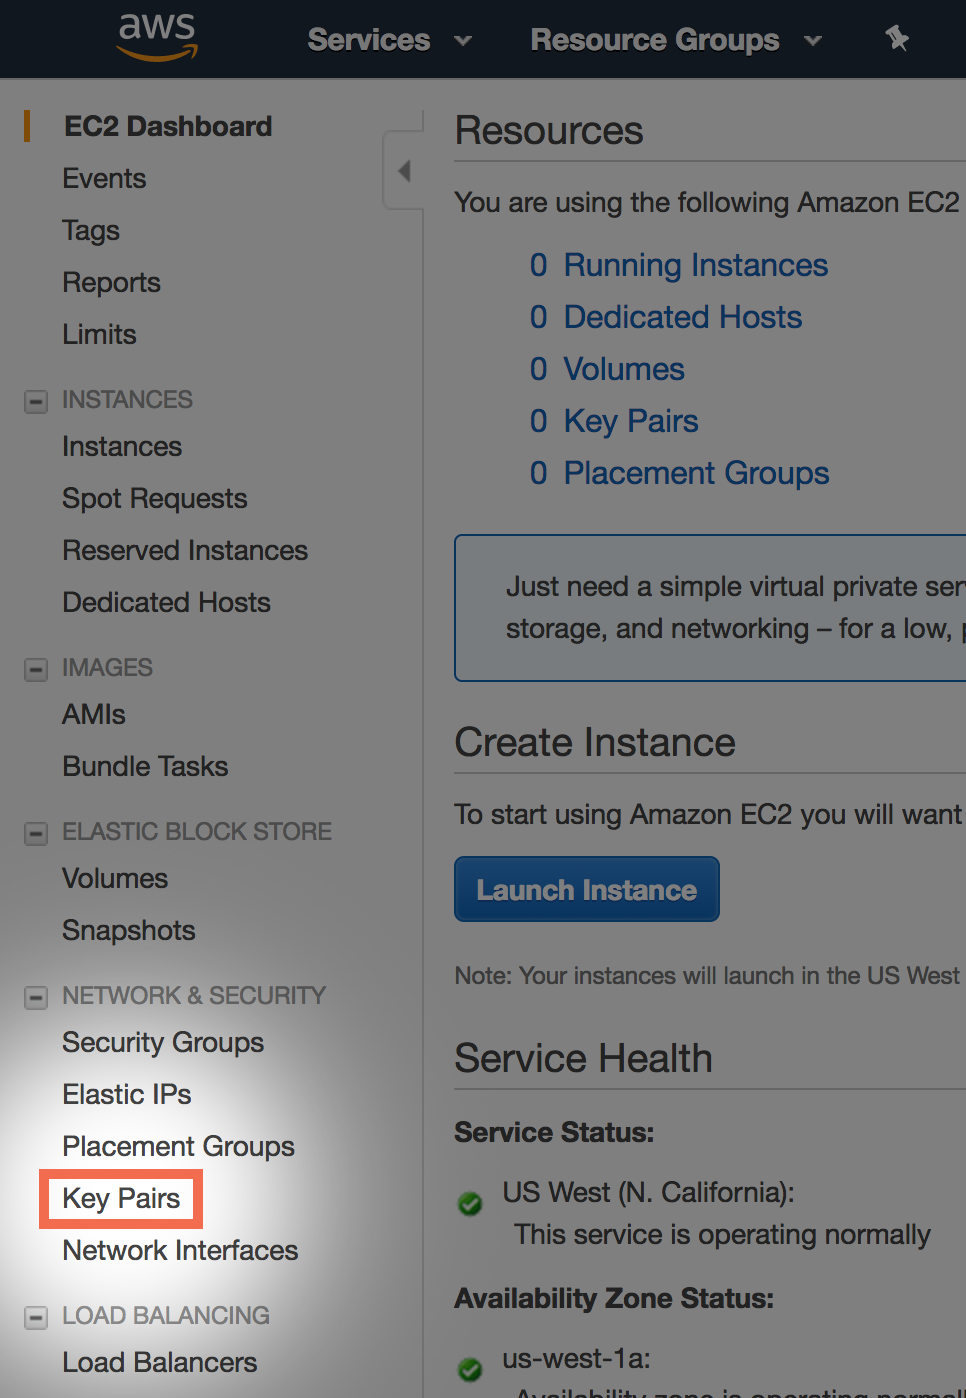 aws
Services
Resource Groups
EC2 Dashboard
Events
Tags
Reports
Limits
INSTANCES
Instances
Spot Requests
Reserved Instances
Dedicated Hosts
IMAGES
AMIs
Bundle Tasks
ELASTIC BLOCK STORE
Volumes
Snapshots
NETWORK & SECURITY
Security Groups
Elastic IPs
Placement Groups
Key Pairs
Network Interfaces
LOAD BALANCING
Load Balancers
Resources
You are using the following Amazon EC2
0 Running Instances
0 Dedicated Hosts
0 Volumes
0 Key Pairs
0 Placement Groups
Just need a simple virtual private
storage, and networking – for a low,
Create Instance
To start using Amazon EC2 you will want
Launch Instance
Note: Your instances will launch in the US West
Service Health
Service Status:
US West (N. California):
This service is operating normally
Availability Zone Status:
us-west-1a:
Availability zone is operating